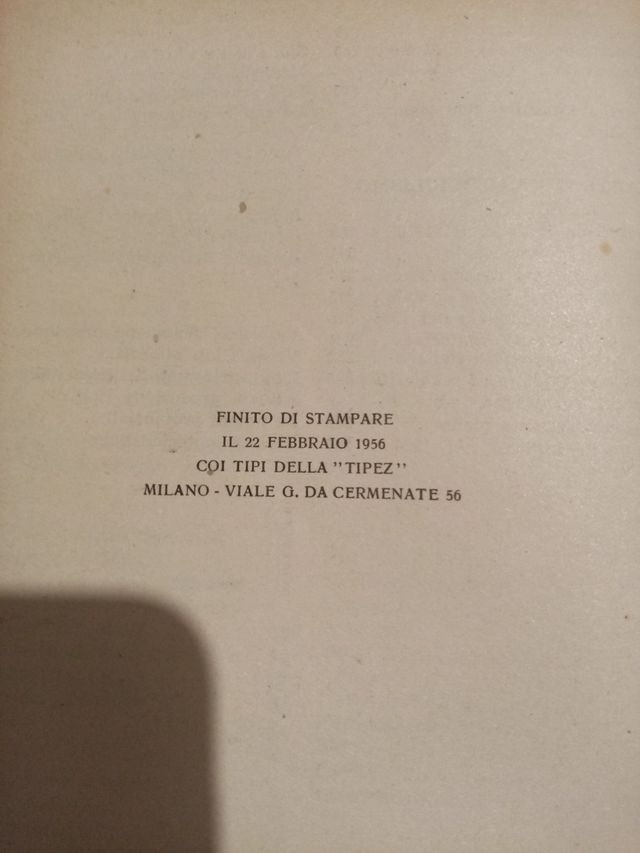 FINITO DI STAMPARE
IL 22 FEBBRAIO 1956
COI TIPI DELLA "TIPEZ"
MILANO - VIALE G. DA CERMENATE 56